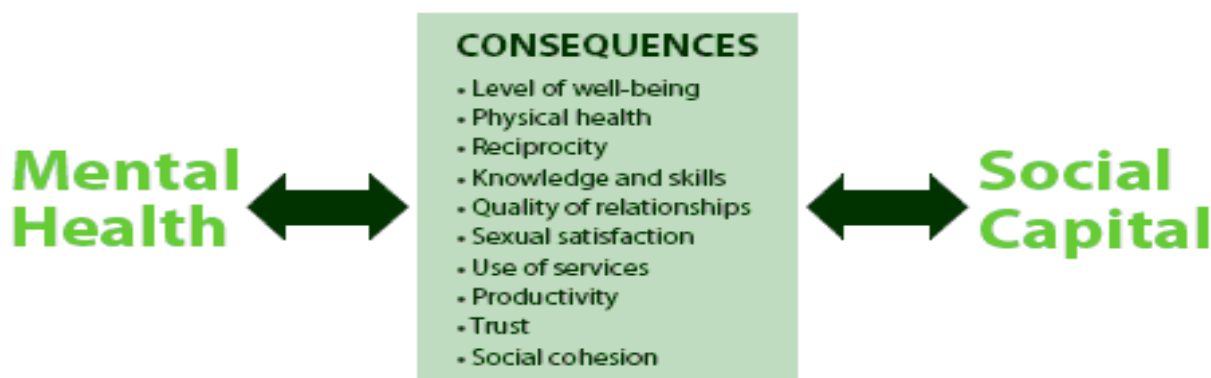 Mental
Health
CONSEQUENCES
• Level of well-being
• Physical health
• Reciprocity
• Knowledge and skills
• Quality of relationships
• Sexual satisfaction
• Use of services
• Productivity
• Trust
• Social cohesion
Social
Capital